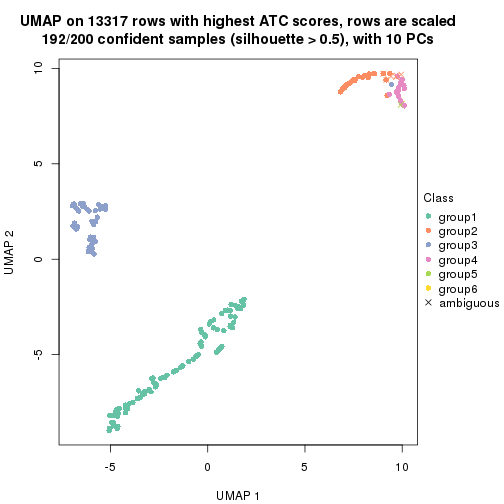 UMAP on 13317 rows with highest ATC scores, rows are scaled
192/200 confident samples (silhouette > 0.5), with 10 PCs
10
5
0
-5
UMAP 2
-5
0
5
10
UMAP 1
Class
group1
group2
group3
group4
group5
group6
ambiguous